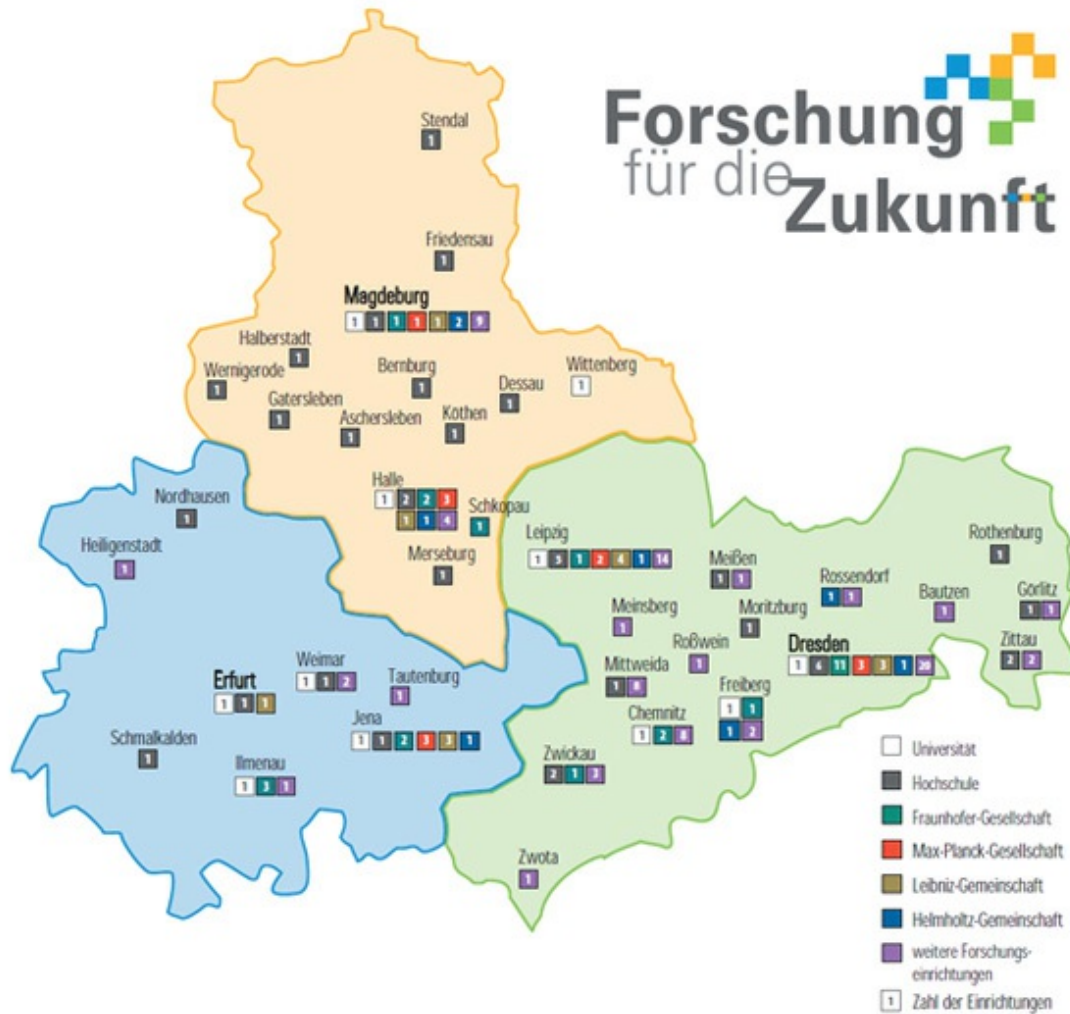 Forschung
für die
Zukunft
Stendal
1
Friedensau
1
Magdeburg
1 1 1 1 1 2 9
Halberstadt
1
Wernigerode
1
Bernburg
1
Dessau
1
Wittenberg
1
Gatersleben
1
Aschersleben
1
Köthen
1
Halle
1 2 2 3
1 1 4
Schkopau
1
Merseburg
1
Nordhausen
1
Heiligenstadt
1
Weimar
1 1 2
Erfurt
1 1 1
Tautenburg
1
Jena
1 1 2 3 3 1
Schmalkalden
1
Ilmenau
1 3 1
Leipzig
1 3 1 2 4 1 14
Meißen
1 1
Rothenburg
1
Rossendorf
1 1
Bautzen
1
Görlitz
1 1
Meinsberg
1
Moritzburg
1
Roßwein
1
Dresden
1 6 11 3 3 1 20
Zittau
2 2
Mittweida
1 8
Freiberg
1 1
1 2
Chemnitz
1 2 8
Zwickau
2 1 3
Zwota
1
Universität
Hochschule
Fraunhofer-Gesellschaft
Max-Planck-Gesellschaft
Leibniz-Gemeinschaft
Helmholtz-Gemeinschaft
weitere Forschungs-
einrichtungen
1 Zahl der Einrichtungen